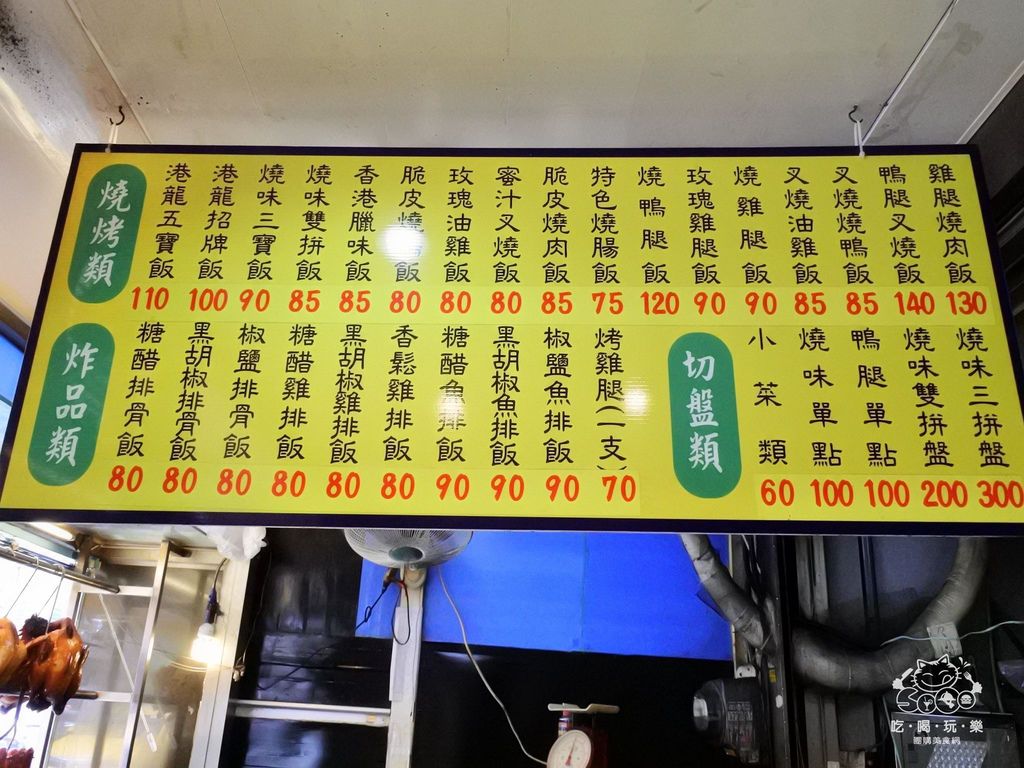 燒烤類
港龍五寶飯 110
港龍招牌飯 100
燒味三寶飯 90
燒味雙拼飯 85
香港臘味飯 85
脆皮燒飯 80
玫瑰油雞飯 80
蜜汁叉燒飯 80
脆皮燒肉飯 85
特色燒腸飯 75
燒鴨腿飯 120
玫瑰雞腿飯 90
燒雞腿飯 90
叉燒油雞飯 85
叉燒燒鴨飯 85
鴨腿叉燒飯 140
雞腿燒肉飯 130
炸品類
糖醋排骨飯 80
黑胡椒排骨飯 80
椒鹽排骨飯 80
糖醋雞排飯 80
黑胡椒雞排飯 80
香鬆雞排飯 80
糖醋魚排飯 90
黑胡椒魚排飯 90
椒鹽魚排飯 90
烤雞腿(一支) 70
切盤類
小菜類 60
燒味單點 100
鴨腿單點 100
燒味雙拼盤 200
燒味三拼盤 300
吃·喝·玩·樂
團購美食網